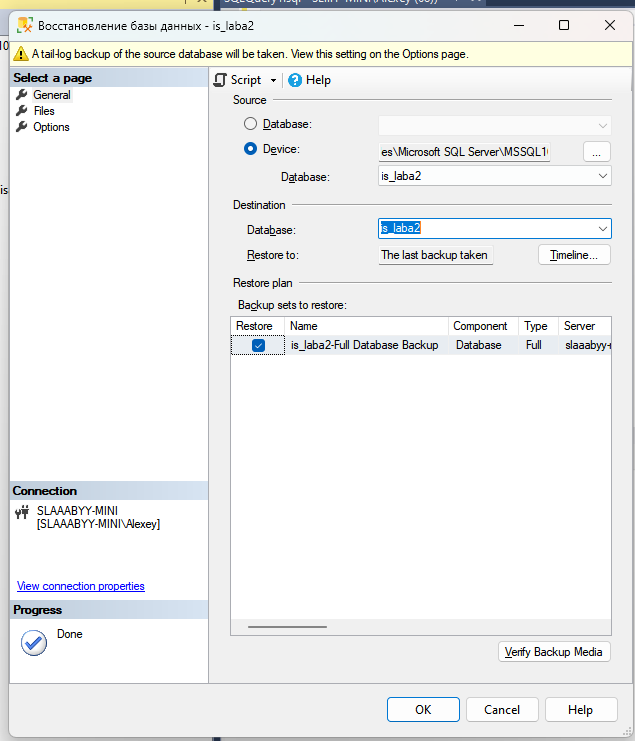 Восстановление базы данных - is_laba2
A tail-log backup of the source database will be taken. View this setting on the Options page.
Select a page
General
Files
Options
Script
Help
Source
Database:
Device:
es\Microsoft SQL Server\MSSQL1
...
Database:
is_laba2
Destination
Database:
is_laba2
Restore to:
The last backup taken
Timeline...
Restore plan
Backup sets to restore:
Restore Name Component Type Server
is_laba2-Full Database Backup Database Full slaaabyy-
Connection
SLAAABYY-MINI
[SLAAABYY-MINI\Alexey]
View connection properties
Progress
Done
Verify Backup Media
OK
Cancel
Help